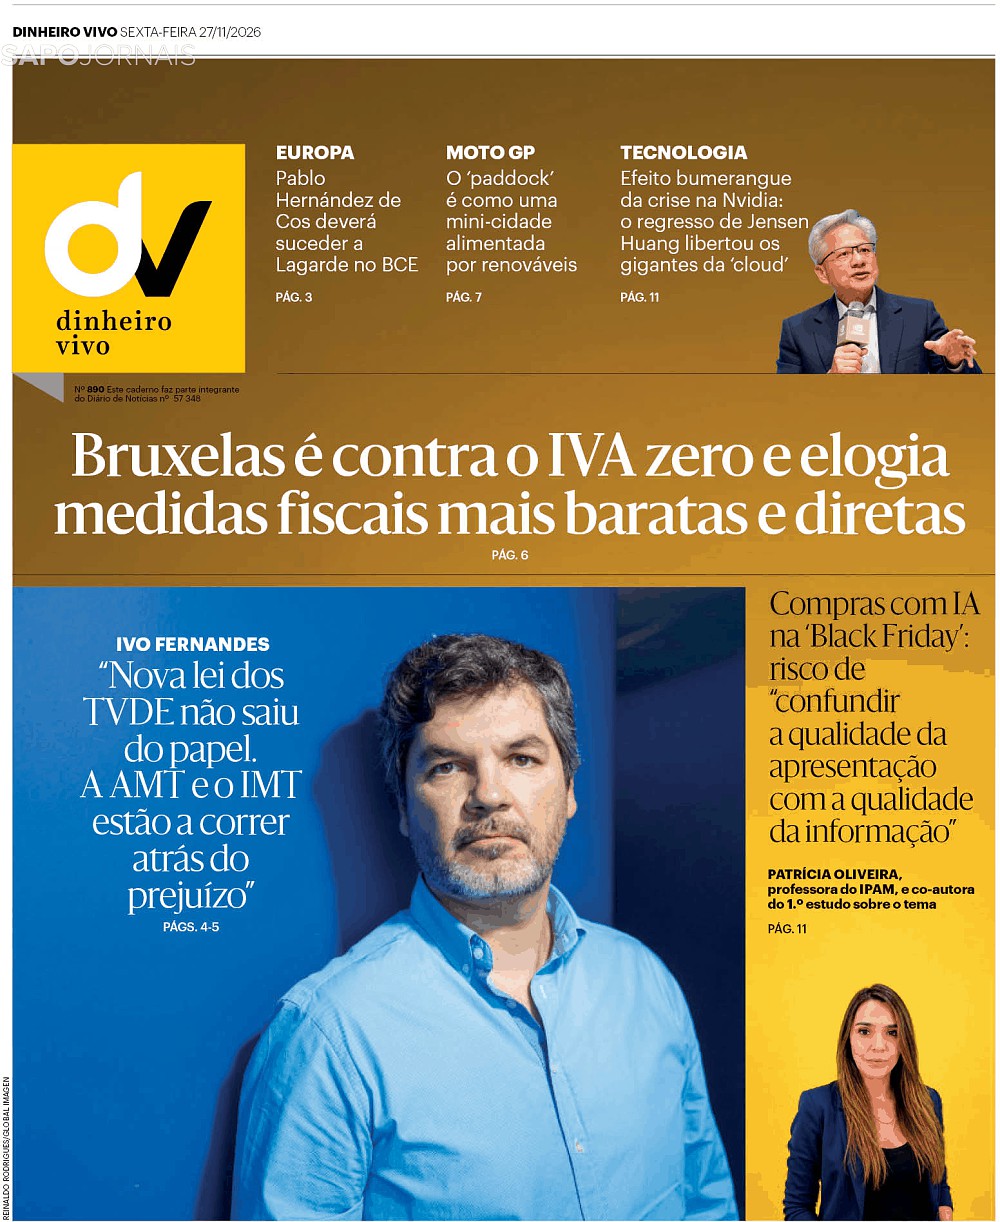 DINHEIRO VIVO SEXTA-FEIRA 27/11/2026
SAPOJORNAIS
dv
dinheiro
vivo
Nº 890 Este caderno faz parte integrante
do Diário de Notícias nº 57 348
EUROPA
Pablo
Hernández de
Cos deverá
suceder a
Lagarde no BCE
PÁG. 3
MOTO GP
O ‘paddock’
é como uma
mini-cidade
alimentada
por renováveis
PÁG. 7
TECNOLOGIA
Efeito bumerangue
da crise na Nvidia:
o regresso de Jensen
Huang libertou os
gigantes da ‘cloud’
PÁG. 11
Bruxelas é contra o IVA zero e elogia
medidas fiscais mais baratas e diretas
PÁG. 6
IVO FERNANDES
“Nova lei dos
TVDE não saiu
do papel.
A AMT e o IMT
estão a correr
atrás do
prejuízo”
PÁGS. 4-5
Compras com IA
na ‘Black Friday’:
risco de
“confundir
a qualidade da
apresentação
com a qualidade
da informação”
PATRÍCIA OLIVEIRA,
professora do IPAM, e co-autora
do 1.º estudo sobre o tema
PÁG. 11
REINALDO RODRIGUES/GLOBAL IMAGEN